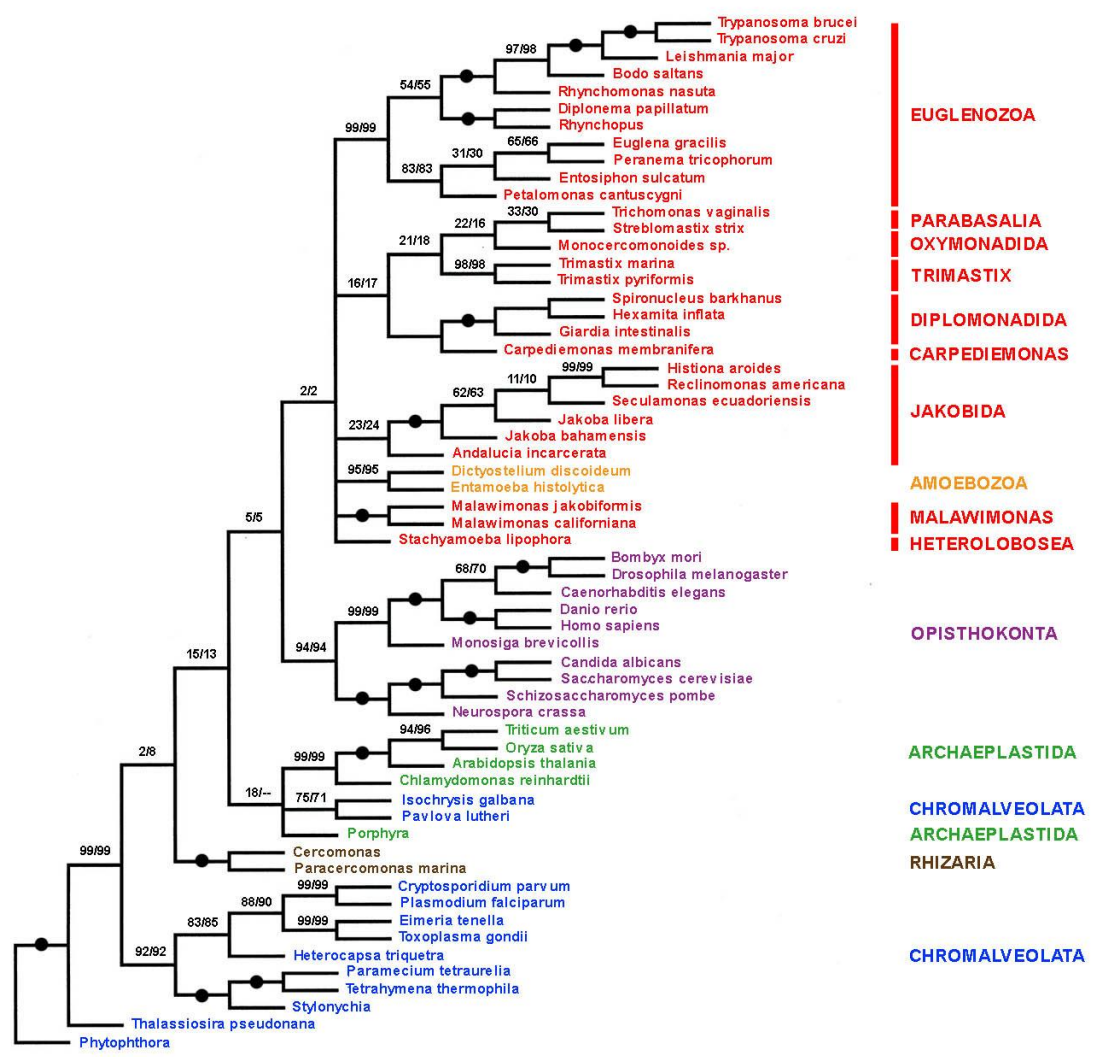 Trypanosoma brucei
Trypanosoma cruzi
Leishmania major
97/98
Bodo saltans
54/55
Rhynchomonas nasuta
Diplonema papillatum
EUGLENOZOA
Rhynchopus
99/99
65/66
Euglena gracilis
31/30
Peranema tricophorum
83/83
Entosiphon sulcatum
Petalomonas cantuscygni
33/30
Trichomonas vaginalis
PARABASALIA
22/16
Streblomastix strix
21/18
Monocercomonoides sp.
OXYMONADIDA
98/98
Trimastix marina
TRIMASTIX
16/17
Trimastix pyriformis
Spironucleus barkhanus
Hexamita inflata
DIPLOMONADIDA
Giardia intestinalis
Carpediemonas membranifera
CARPEDIEMONAS
99/99
Histiona aroides
11/10
Reclinomonas americana
2/2
62/63
Seculamonas ecuadoriensis
JAKOBIDA
23/24
Jakoba libera
Jakoba bahamensis
Andalucia incarcerata
95/95
Dictyostelium discoideum
AMOEBOZOA
Entamoeba histolytica
Malawimonas jakobiformis
MALAWIMONAS
5/5
Malawimonas californiana
Stachyamoeba lipophora
HETEROLOBOSEA
Bombyx mori
68/70
Drosophila melanogaster
Caenorhabditis elegans
99/99
Danio rerio
Homo sapiens
OPISTHOKONTA
94/94
Monosiga brevicollis
15/13
Candida albicans
Saccharomyces cerevisiae
Schizosaccharomyces pombe
Neurospora crassa
94/96
Triticum aestivum
Oryza sativa
ARCHAEPLASTIDA
2/8
99/99
Arabidopsis thalania
Chlamydomonas reinhardtii
18/--
75/71
Isochrysis galbana
CHROMALVEOLATA
Pavlova lutheri
Porphyra
ARCHAEPLASTIDA
99/99
Cercomonas
RHIZARIA
Paracercomonas marina
99/99
Cryptosporidium parvum
88/90
Plasmodium falciparum
83/85
99/99
Eimeria tenella
Toxoplasma gondii
92/92
Heterocapsa triquetra
CHROMALVEOLATA
Paramecium tetraurelia
Tetrahymena thermophila
Stylonychia
Thalassiosira pseudonana
Phytophthora